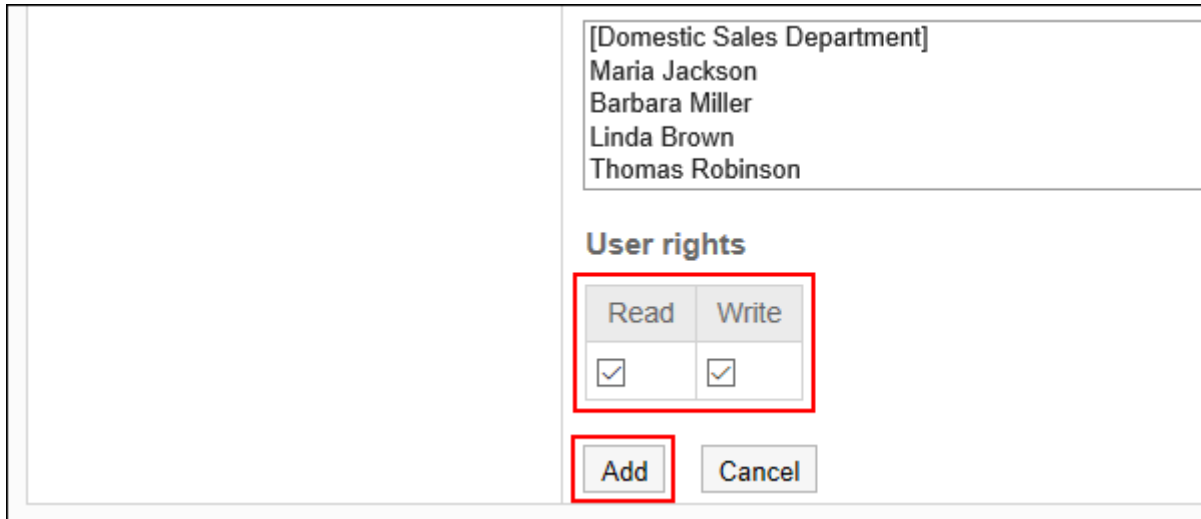 [Domestic Sales Department]
Maria Jackson
Barbara Miller
Linda Brown
Thomas Robinson
User rights
Read Write
Add Cancel